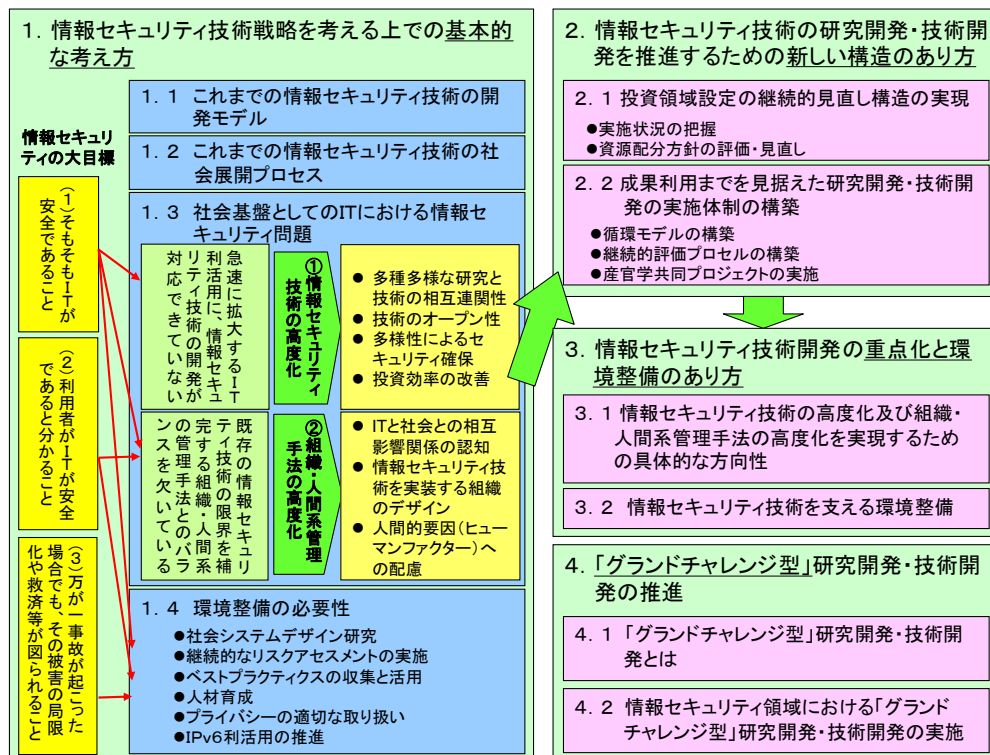 1．情報セキュリティ技術戦略を考える上での基本的
な考え方
情報セキュリ
ティの大目標
（1）そもそもITが
安全であること
（2）利用者がITが安全
であると分かること
（3）万が一事故が起こった
場合でも、その被害の局限
化や救済等が図られること
1．1 これまでの情報セキュリティ技術の開
発モデル
1．2 これまでの情報セキュリティ技術の社
会展開プロセス
1．3 社会基盤としてのITにおける情報セ
キュリティ問題
急速に拡大するIT
利活用に、情報セキュ
リティ技術の開発が
対応できていない
①情報セキュリティ
技術の高度化
● 多種多様な研究と
技術の相互連関性
● 技術のオープン性
● 多様性によるセ
キュリティ確保
● 投資効率の改善
既存の情報セキュリ
ティ技術の限界を補
完する組織・人間系
の管理手法とのバラ
ンスを欠いている
②組織・人間系管理
手法の高度化
● ITと社会との相互
影響関係の認知
● 情報セキュリティ技
術を実装する組織
のデザイン
● 人間的要因（ヒュー
マンファクター）へ
の配慮
1．4 環境整備の必要性
●社会システムデザイン研究
●継続的なリスクアセスメントの実施
●ベストプラクティクスの収集と活用
●人材育成
●プライバシーの適切な取り扱い
●IPv6利活用の推進
2．情報セキュリティ技術の研究開発・技術開
発を推進するための新しい構造のあり方
2．1 投資領域設定の継続的見直し構造の実現
●実施状況の把握
●資源配分方針の評価・見直し
2．2 成果利用までを見据えた研究開発・技術開
発の実施体制の構築
●循環モデルの構築
●継続的評価プロセルの構築
●産官学共同プロジェクトの実施
3．情報セキュリティ技術開発の重点化と環
境整備のあり方
3．1 情報セキュリティ技術の高度化及び組織・
人間系管理手法の高度化を実現するため
の具体的な方向性
3．2 情報セキュリティ技術を支える環境整備
4．「グランドチャレンジ型」研究開発・技術開
発の推進
4．1 「グランドチャレンジ型」研究開発・技術開
発とは
4．2 情報セキュリティ領域における「グランド
チャレンジ型」研究開発・技術開発の実施